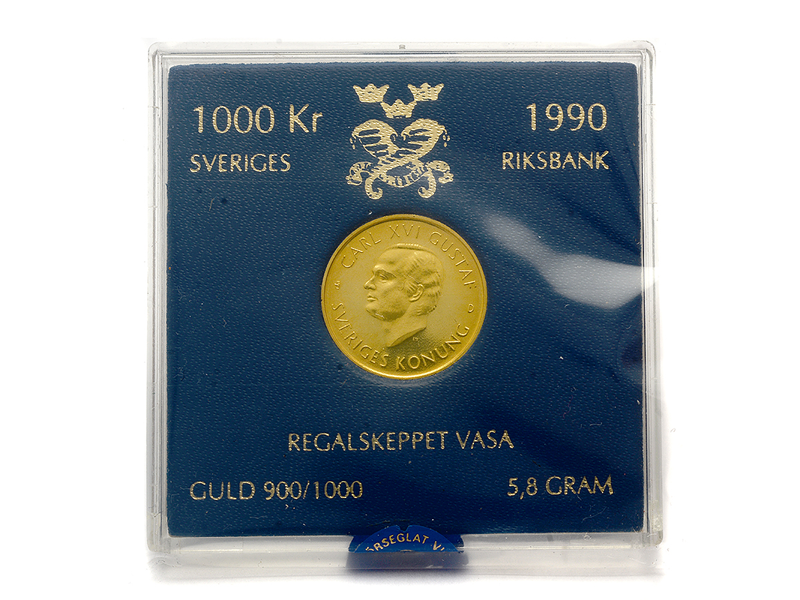 1000 Kr
1990
SVERIGES
RIKSBANK
CARL XVI GUSTAF
SVERIGES KONUNG
REGALSKEPPET VASA
GULD 900/1000
5,8 GRAM